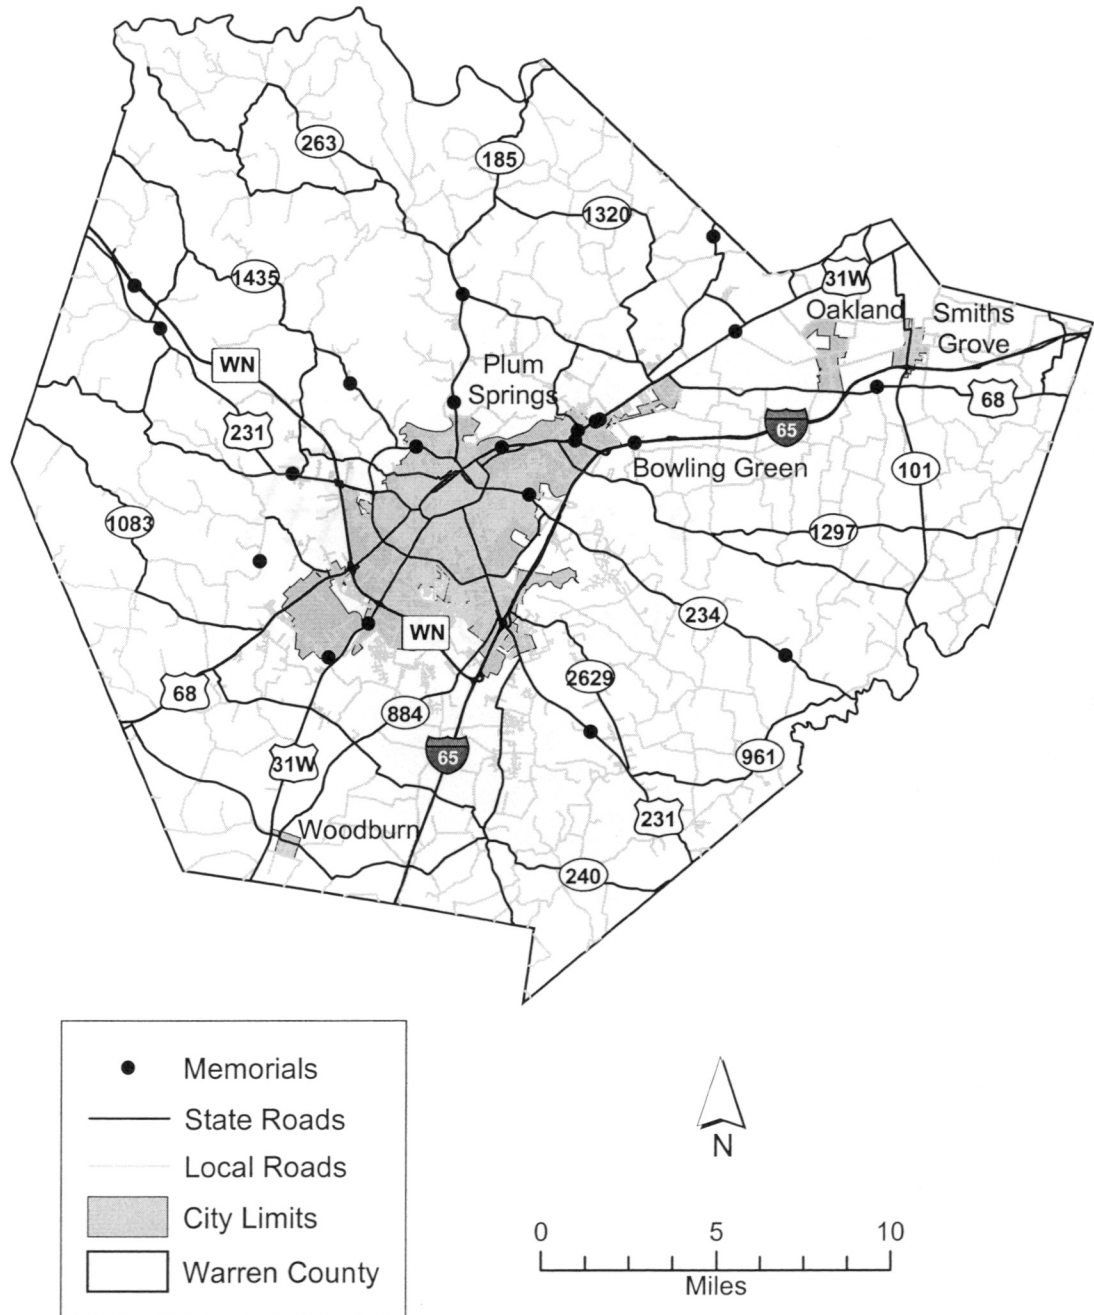 263
185
1320
1435
31W
Oakland
Smiths
Grove
WN
Plum
Springs
68
231
65
Bowling Green
101
1083
1297
234
WN
2629
68
884
961
31W
65
231
Woodburn
240
Memorials
State Roads
Local Roads
City Limits
Warren County
N
0 5 10
Miles